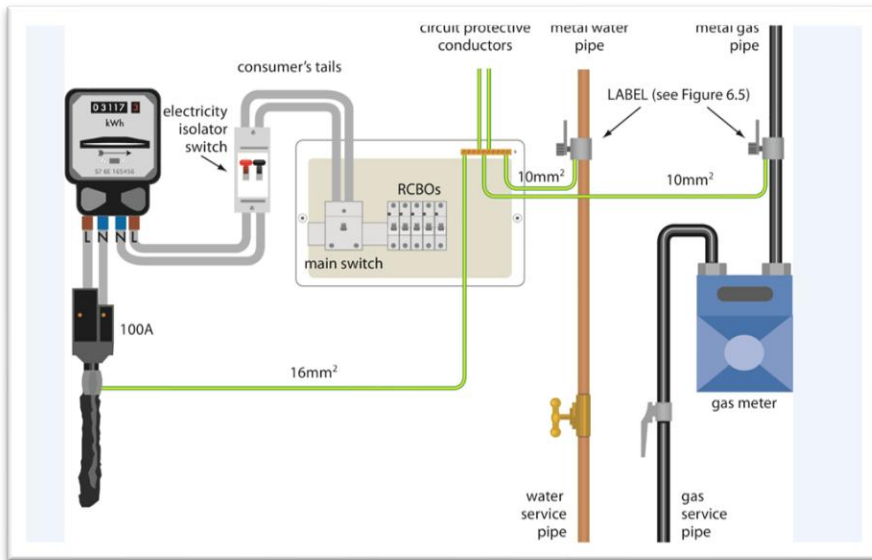 circuit protective
conductors
metal water
pipe
metal gas
pipe
consumer's tails
LABEL (see Figure 6.5)
electricity
isolator
switch
03117
kWh
10mm²
10mm²
RCBOs
L N N L
main switch
100A
16mm²
gas meter
water
service
pipe
gas
service
pipe